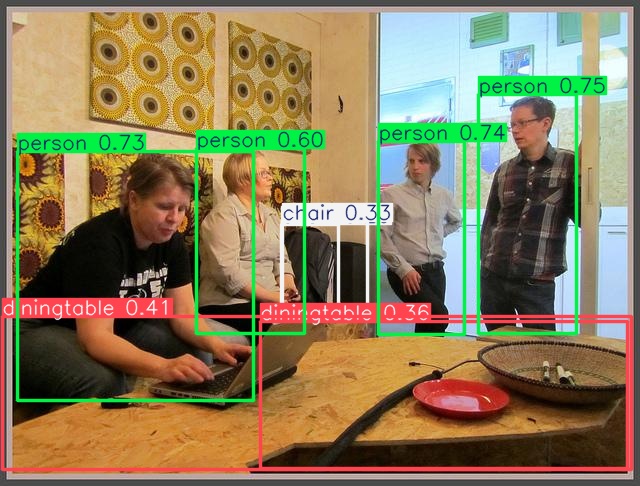 person 0.75
person 0.74
person 0.73
person 0.60
chair 0.33
diningtable 0.41
diningtable 0.36